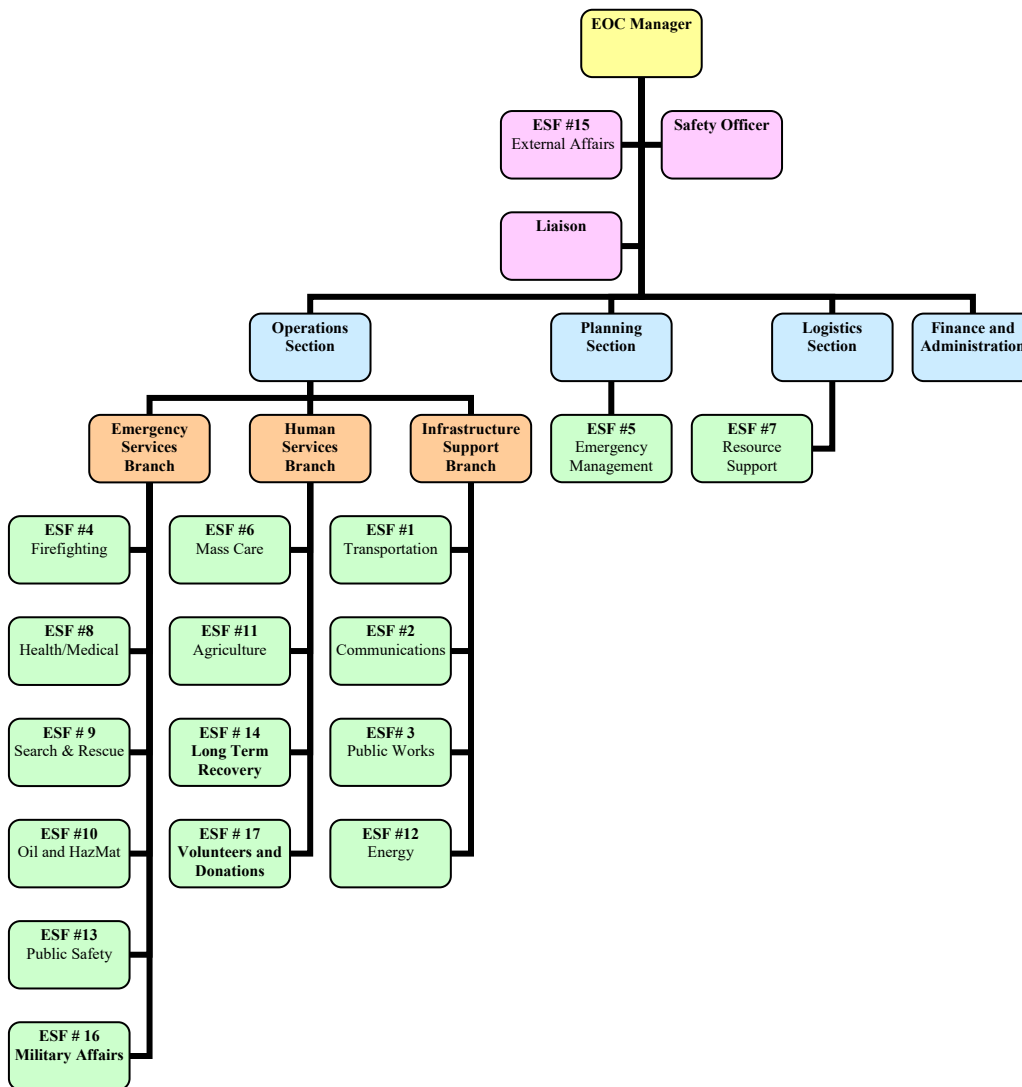 EOC Manager
ESF #15
External Affairs
Safety Officer
Liaison
Operations
Section
Planning
Section
Logistics
Section
Finance and
Administration
Emergency
Services
Branch
Human
Services
Branch
Infrastructure
Support
Branch
ESF #5
Emergency
Management
ESF #7
Resource
Support
ESF #4
Firefighting
ESF #6
Mass Care
ESF #1
Transportation
ESF #8
Health/Medical
ESF #11
Agriculture
ESF #2
Communications
ESF # 9
Search & Rescue
ESF # 14
Long Term
Recovery
ESF# 3
Public Works
ESF #10
Oil and HazMat
ESF # 17
Volunteers and
Donations
ESF #12
Energy
ESF #13
Public Safety
ESF # 16
Military Affairs